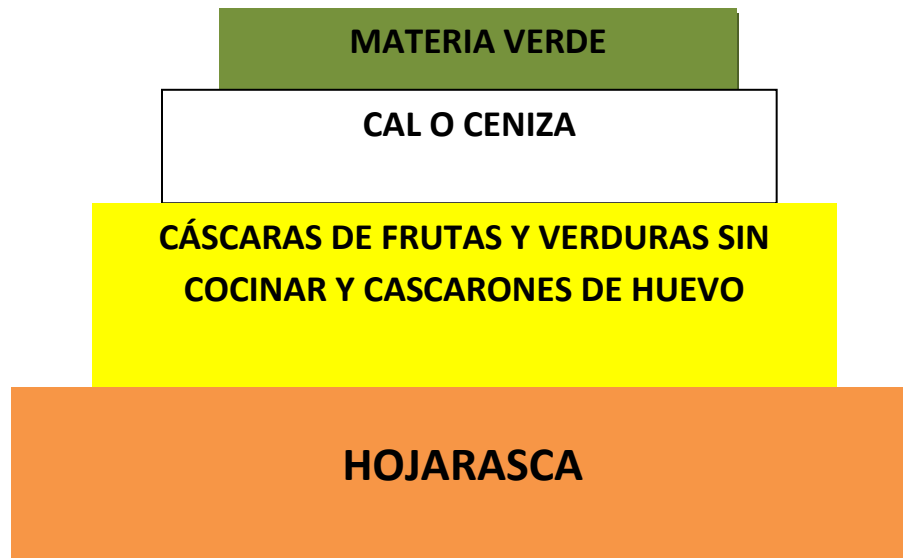 MATERIA VERDE
CAL O CENIZA
CÁSCARAS DE FRUTAS Y VERDURAS SIN
COCINAR Y CASCARONES DE HUEVO
HOJARASCA